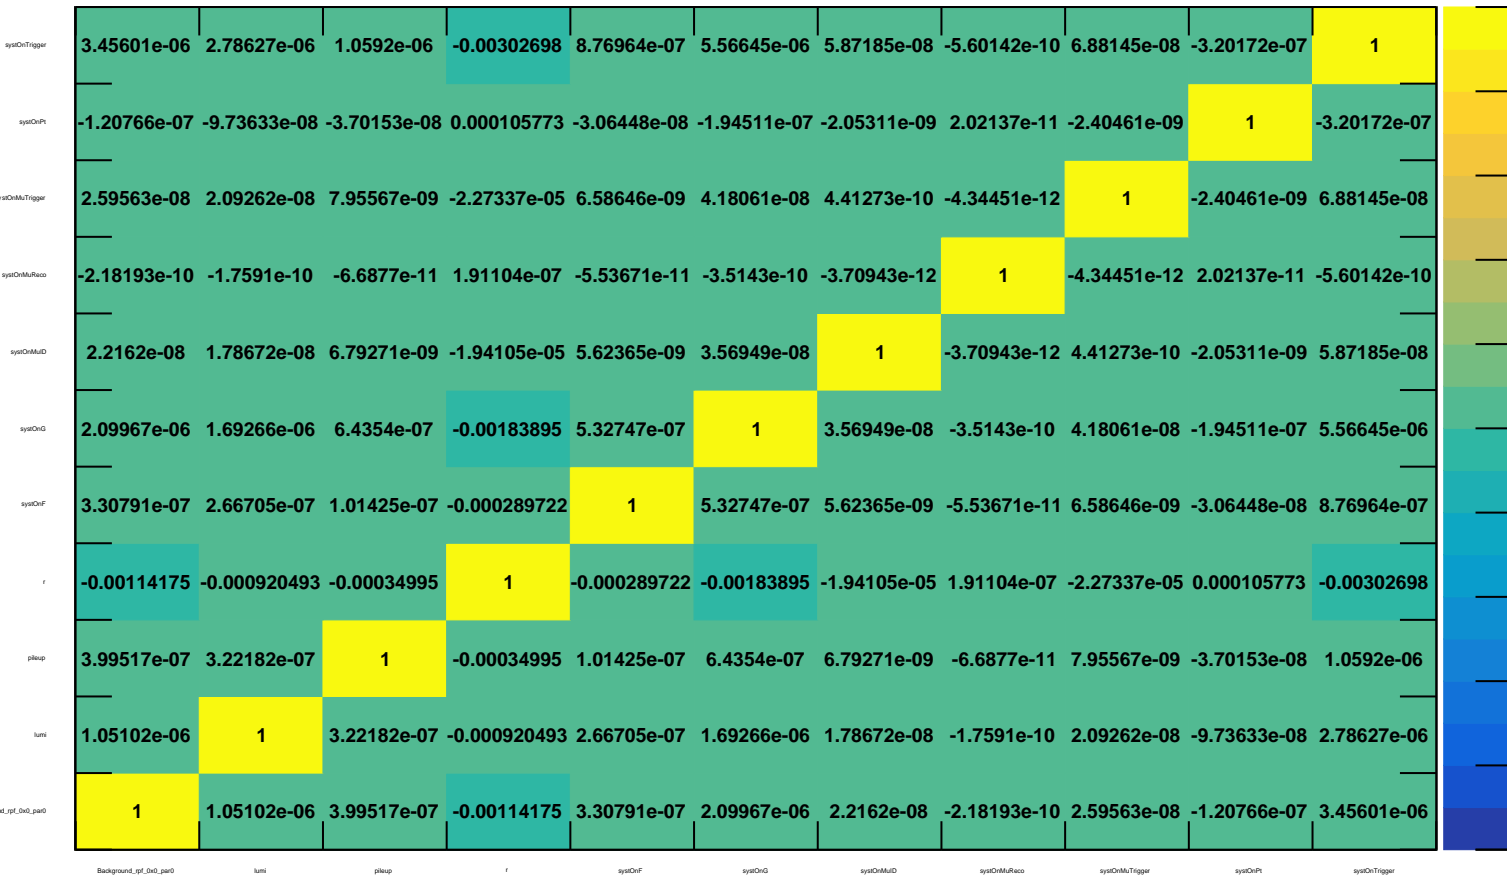 systOnTrigger 3.45601e-06 2.78627e-06 1.0592e-06 -0.00302698 8.76964e-07 5.56645e-06 5.87185e-08 -5.60142e-10 6.88145e-08 -3.20172e-07 1
systOnPt -1.20766e-07 -9.73633e-08 -3.70153e-08 0.000105773 -3.06448e-08 -1.94511e-07 -2.05311e-09 2.02137e-11 -2.40461e-09 1 -3.20172e-07
ystOnMuTrigger 2.59563e-08 2.09262e-08 7.95567e-09 -2.27337e-05 6.58646e-09 4.18061e-08 4.41273e-10 -4.34451e-12 1 -2.40461e-09 6.88145e-08
systOnMuReco -2.18193e-10 -1.7591e-10 -6.6877e-11 1.91104e-07 -5.53671e-11 -3.5143e-10 -3.70943e-12 1 -4.34451e-12 2.02137e-11 -5.60142e-10
systOnMuID 2.2162e-08 1.78672e-08 6.79271e-09 -1.94105e-05 5.62365e-09 3.56949e-08 1 -3.70943e-12 4.41273e-10 -2.05311e-09 5.87185e-08
systOnG 2.09967e-06 1.69266e-06 6.4354e-07 -0.00183895 5.32747e-07 1 3.56949e-08 -3.5143e-10 4.18061e-08 -1.94511e-07 5.56645e-06
systOnF 3.30791e-07 2.66705e-07 1.01425e-07 -0.000289722 1 5.32747e-07 5.62365e-09 -5.53671e-11 6.58646e-09 -3.06448e-08 8.76964e-07
r -0.00114175 -0.000920493 -0.00034995 1 -0.000289722 -0.00183895 -1.94105e-05 1.91104e-07 -2.27337e-05 0.000105773 -0.00302698
pileup 3.99517e-07 3.22182e-07 1 -0.00034995 1.01425e-07 6.4354e-07 6.79271e-09 -6.6877e-11 7.95567e-09 -3.70153e-08 1.0592e-06
lumi 1.05102e-06 1 3.22182e-07 -0.000920493 2.66705e-07 1.69266e-06 1.78672e-08 -1.7591e-10 2.09262e-08 -9.73633e-08 2.78627e-06
d_rpf_0x0_par0 1 1.05102e-06 3.99517e-07 -0.00114175 3.30791e-07 2.09967e-06 2.2162e-08 -2.18193e-10 2.59563e-08 -1.20766e-07 3.45601e-06
Background_rpf_0x0_par0 lumi pileup r systOnF systOnG systOnMuID systOnMuReco systOnMuTrigger systOnPt systOnTrigger